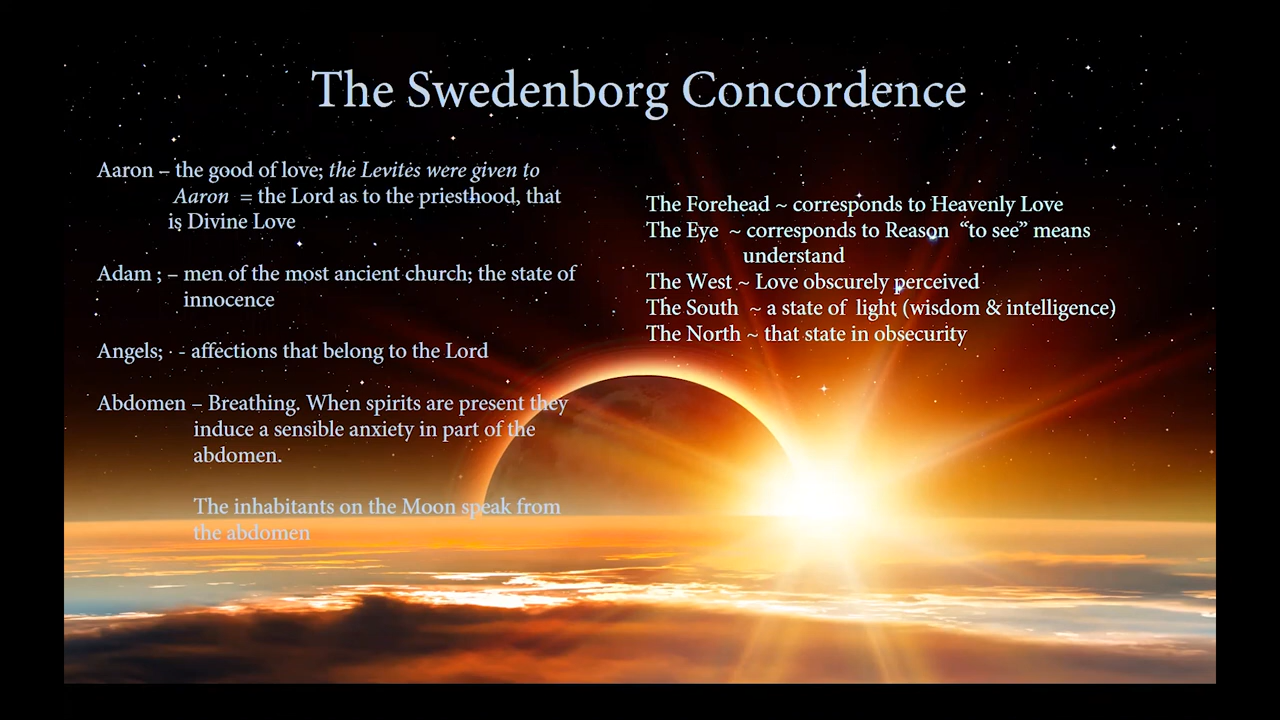 The Swedenborg Concordence
Aaron – the good of love; the Levites were given to
Aaron = the Lord as to the priesthood, that
is Divine Love
Adam ; – men of the most ancient church; the state of
innocence
Angels; · - affections that belong to the Lord
Abdomen – Breathing. When spirits are present they
induce a sensible anxiety in part of the
abdomen.
The inhabitants on the Moon speak from
the abdomen
The Forehead ~ corresponds to Heavenly Love
The Eye ~ corresponds to Reason “to see” means
understand
The West ~ Love obscurely perceived
The South ~ a state of light (wisdom & intelligence)
The North ~ that state in obsecurity